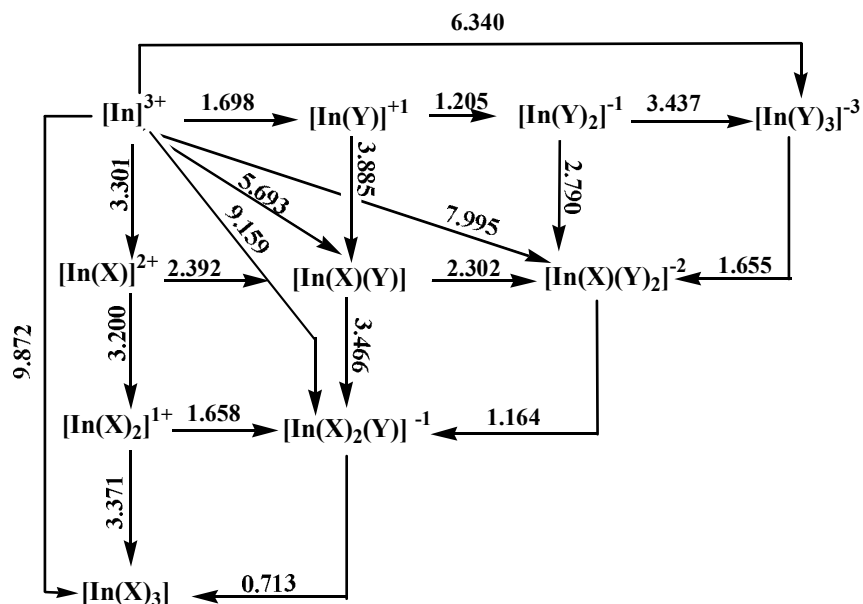 6.340
[In]³⁺ 1.698 [In(Y)]⁺¹ 1.205 [In(Y)₂]⁻¹ 3.437 [In(Y)₃]⁻³
3.301 5.693 3.885 2.790
9.159 7.995
[In(X)]²⁺ 2.392 [In(X)(Y)] 2.302 [In(X)(Y)₂]⁻² 1.655
9.872 3.200 3.466
[In(X)₂]¹⁺ 1.658 [In(X)₂(Y)] ⁻¹ 1.164
3.371
[In(X)₃] 0.713